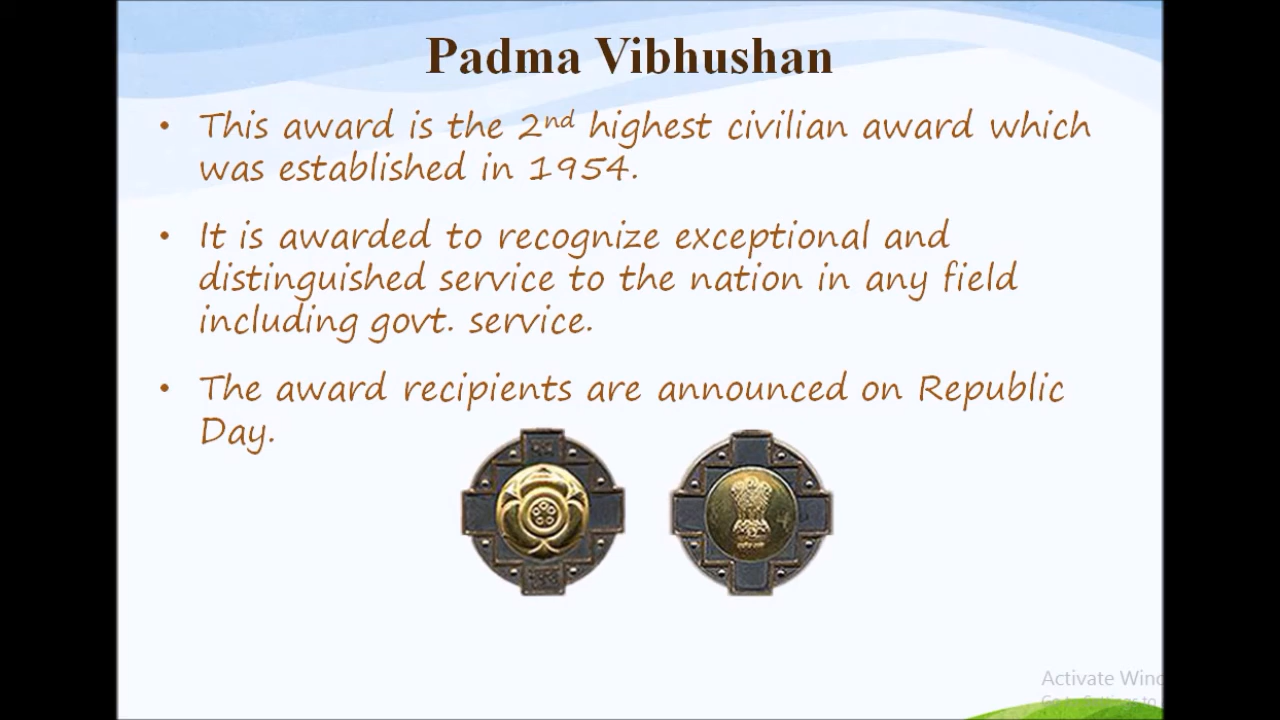 Padma Vibhushan
• This award is the 2nd highest civilian award which
was established in 1954.
• It is awarded to recognize exceptional and
distinguished service to the nation in any field
including govt. service.
• The award recipients are announced on Republic
Day.
Activate